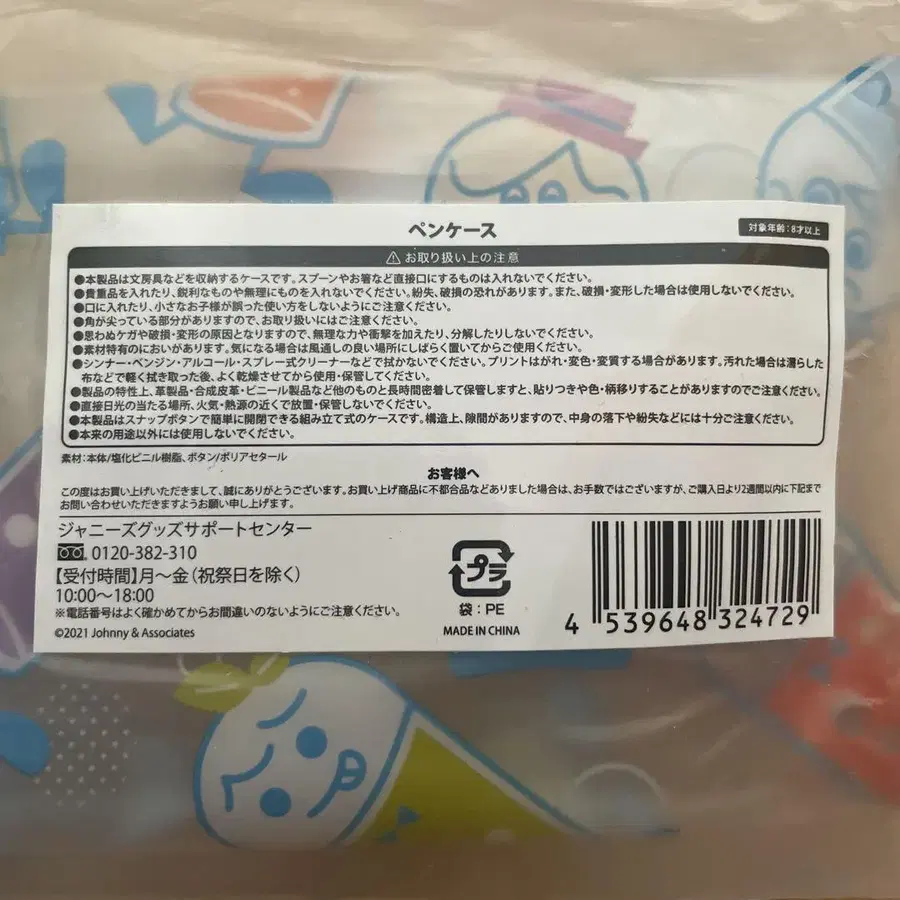 ペンケース
対象年齢:8才以上
⚠お取り扱い上の注意
●本製品は文房具などを収納するケースです。スプーンやお箸など直接口にするものは入れないでください。
●貴重品を入れたり、鋭利なものや無理にものを入れないでください。紛失、破損の恐れがあります。また、破損・変形した場合は使用しないでください。
●口に入れたり、小さなお子様が誤った使い方をしないようにご注意ください。
●角が尖っている部分がありますので、お取り扱いにはご注意ください。
●思わぬケガや破損・変形の原因となりますので、無理な力や衝撃を加えたり、分解したりしないでください。
●素材特有のにおいがあります。気になる場合は風通しの良い場所にしばらく置いてからご使用ください。
●シンナー・ベンジン・アルコール・スプレー式クリーナーなどで拭かないでください。プリントはがれ・変色・変質する場合があります。汚れた場合は濡らした
布などで軽く拭き取った後、よく乾燥させてから使用・保管してください。
●製品の特性上、革製品・合成皮革・ビニール製品など他のものと長時間密着して保管しますと、貼りつきや色・柄移りすることがありますのでご注意ください。
●直接日光の当たる場所、火気・熱源の近くで放置・保管しないでください。
●本製品はスナップボタンで簡単に開閉できる組み立て式のケースです。構造上、隙間がありますので、中身の落下や紛失などには十分ご注意ください。
●本来の用途以外には使用しないでください。
素材:本体/塩化ビニル樹脂、ボタン/ポリアセタール
お客様へ
この度はお買い上げいただきまして、誠にありがとうございます。お買い上げ商品に不都合品などありました場合は、お手数ではございますが、ご購入日より2週間以内に下記まで
お問い合わせいただきますようお願い申し上げます。
ジャニーズグッズサポートセンター
0120-382-310
【受付時間】月〜金(祝祭日を除く)
10:00〜18:00
※電話番号はよく確かめてからお間違いのないようにご注意ください。
©2021 Johnny & Associates
プラ
袋:PE
MADE IN CHINA
4 539648 324729